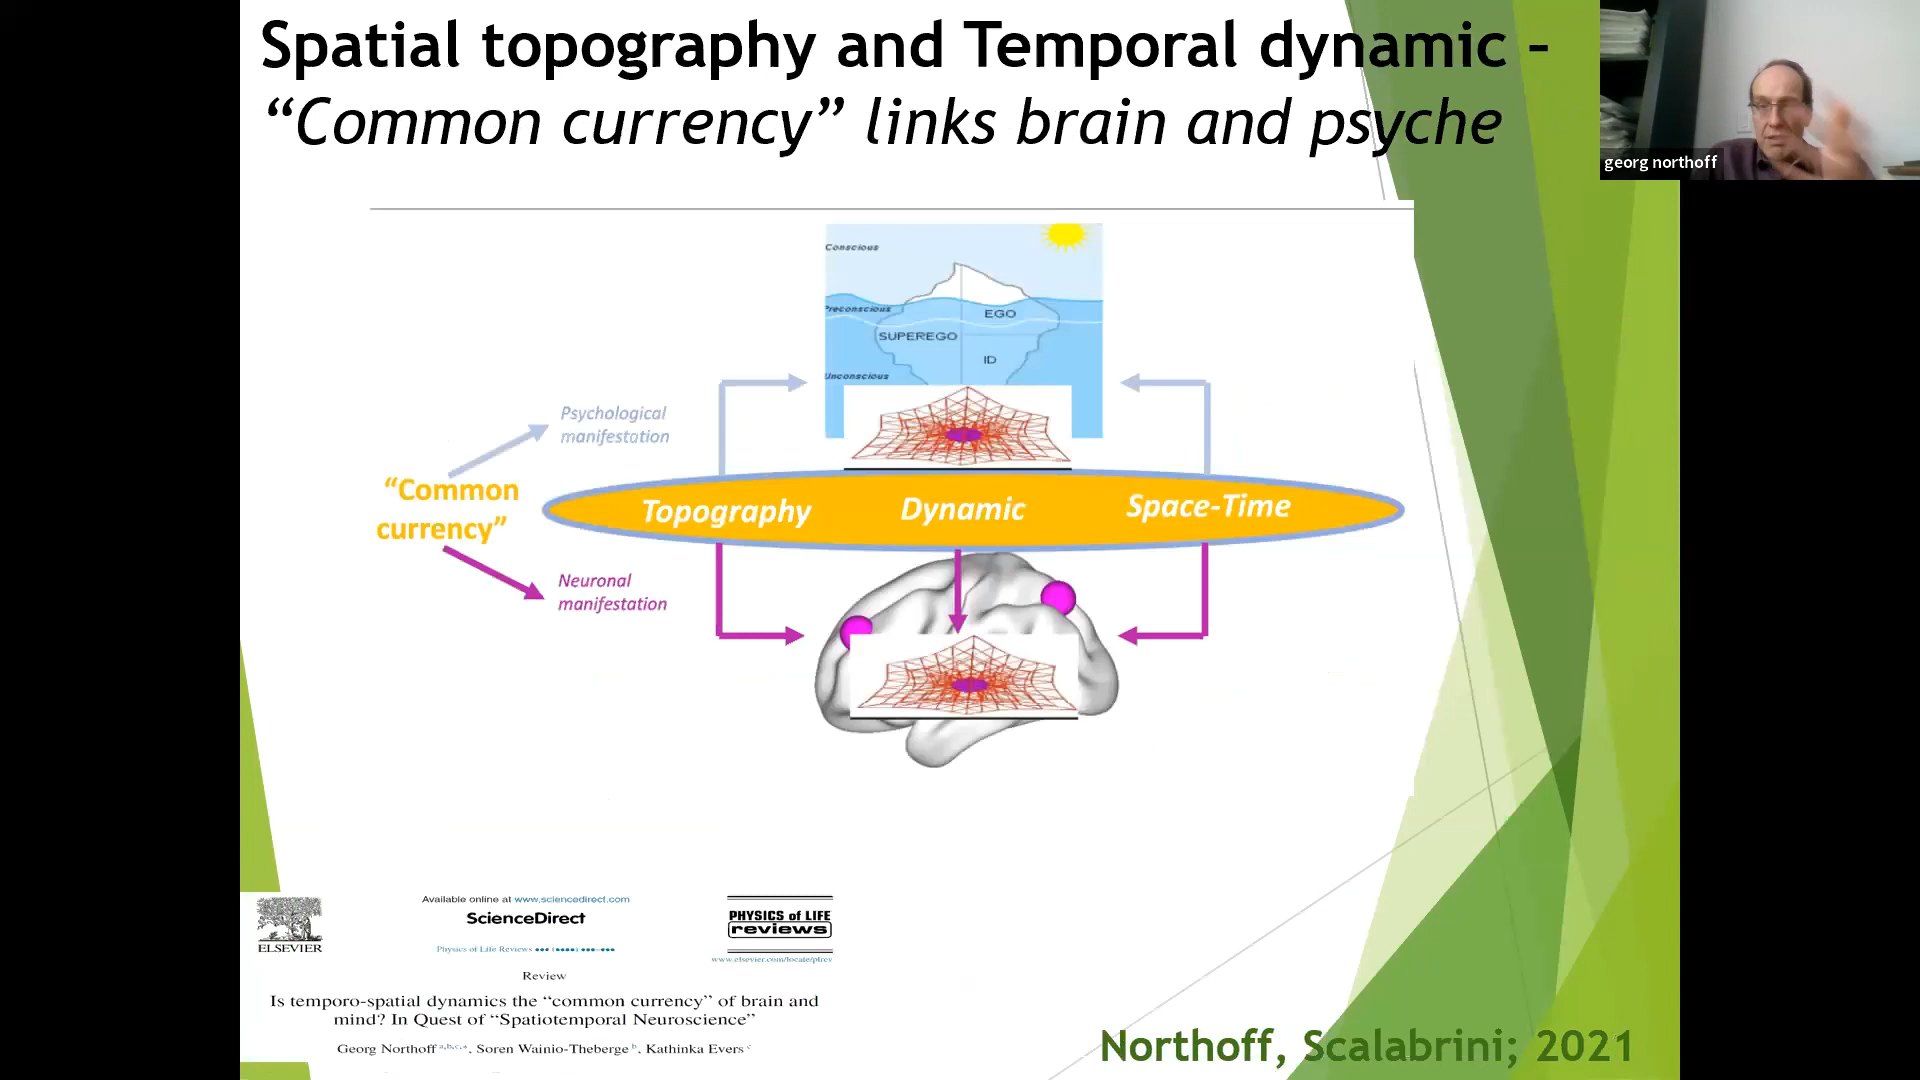 Spatial topography and Temporal dynamic –
“Common currency” links brain and psyche
georg northoff
Conscious
Preconscious
EGO
SUPEREGO
ID
Unconscious
Psychological
manifestation
“Common
currency”
Topography
Dynamic
Space-Time
Neuronal
manifestation
ELSEVIER
Available online at www.sciencedirect.com
ScienceDirect
Physics of Life Reviews ••• (••••) •••–•••
PHYSICS of LIFE
reviews
www.elsevier.com/locate/plrev
Review
Is temporo-spatial dynamics the “common currency” of brain and
mind? In Quest of “Spatiotemporal Neuroscience”
Georg Northoff a,b,c,*, Soren Wainio-Theberge b, Kathinka Evers c
Northoff, Scalabrini; 2021